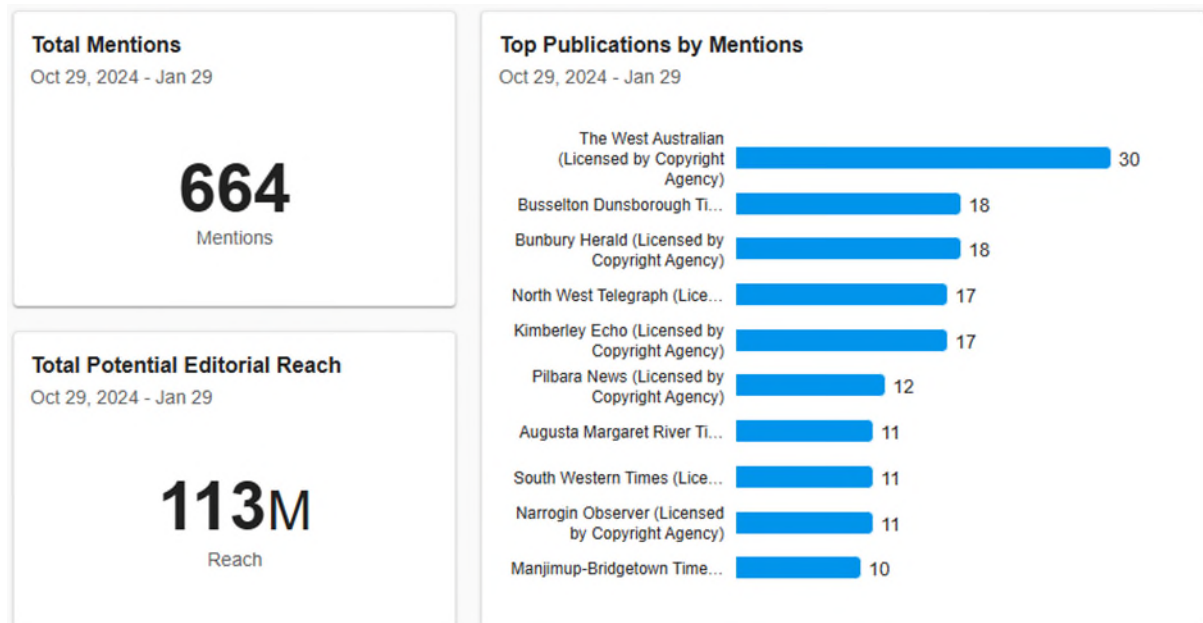 Total Mentions
Oct 29, 2024 - Jan 29
664
Mentions
Total Potential Editorial Reach
Oct 29, 2024 - Jan 29
113M
Reach
Top Publications by Mentions
Oct 29, 2024 - Jan 29
The West Australian
(Licensed by Copyright
Agency)
30
Busselton Dunsborough Ti...
18
Bunbury Herald (Licensed by
Copyright Agency)
18
North West Telegraph (Lice...
17
Kimberley Echo (Licensed by
Copyright Agency)
17
Pilbara News (Licensed by
Copyright Agency)
12
Augusta Margaret River Ti...
11
South Western Times (Lice...
11
Narrogin Observer (Licensed
by Copyright Agency)
11
Manjimup-Bridgetown Time...
10